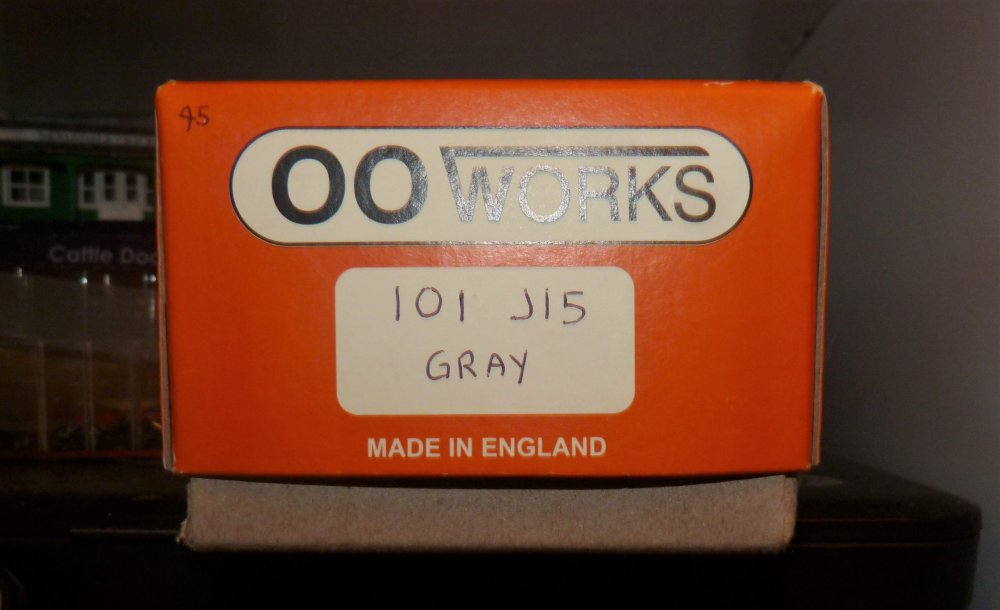 45
OO WORKS
Cattle Doc
101 J15
GRAY
MADE IN ENGLAND